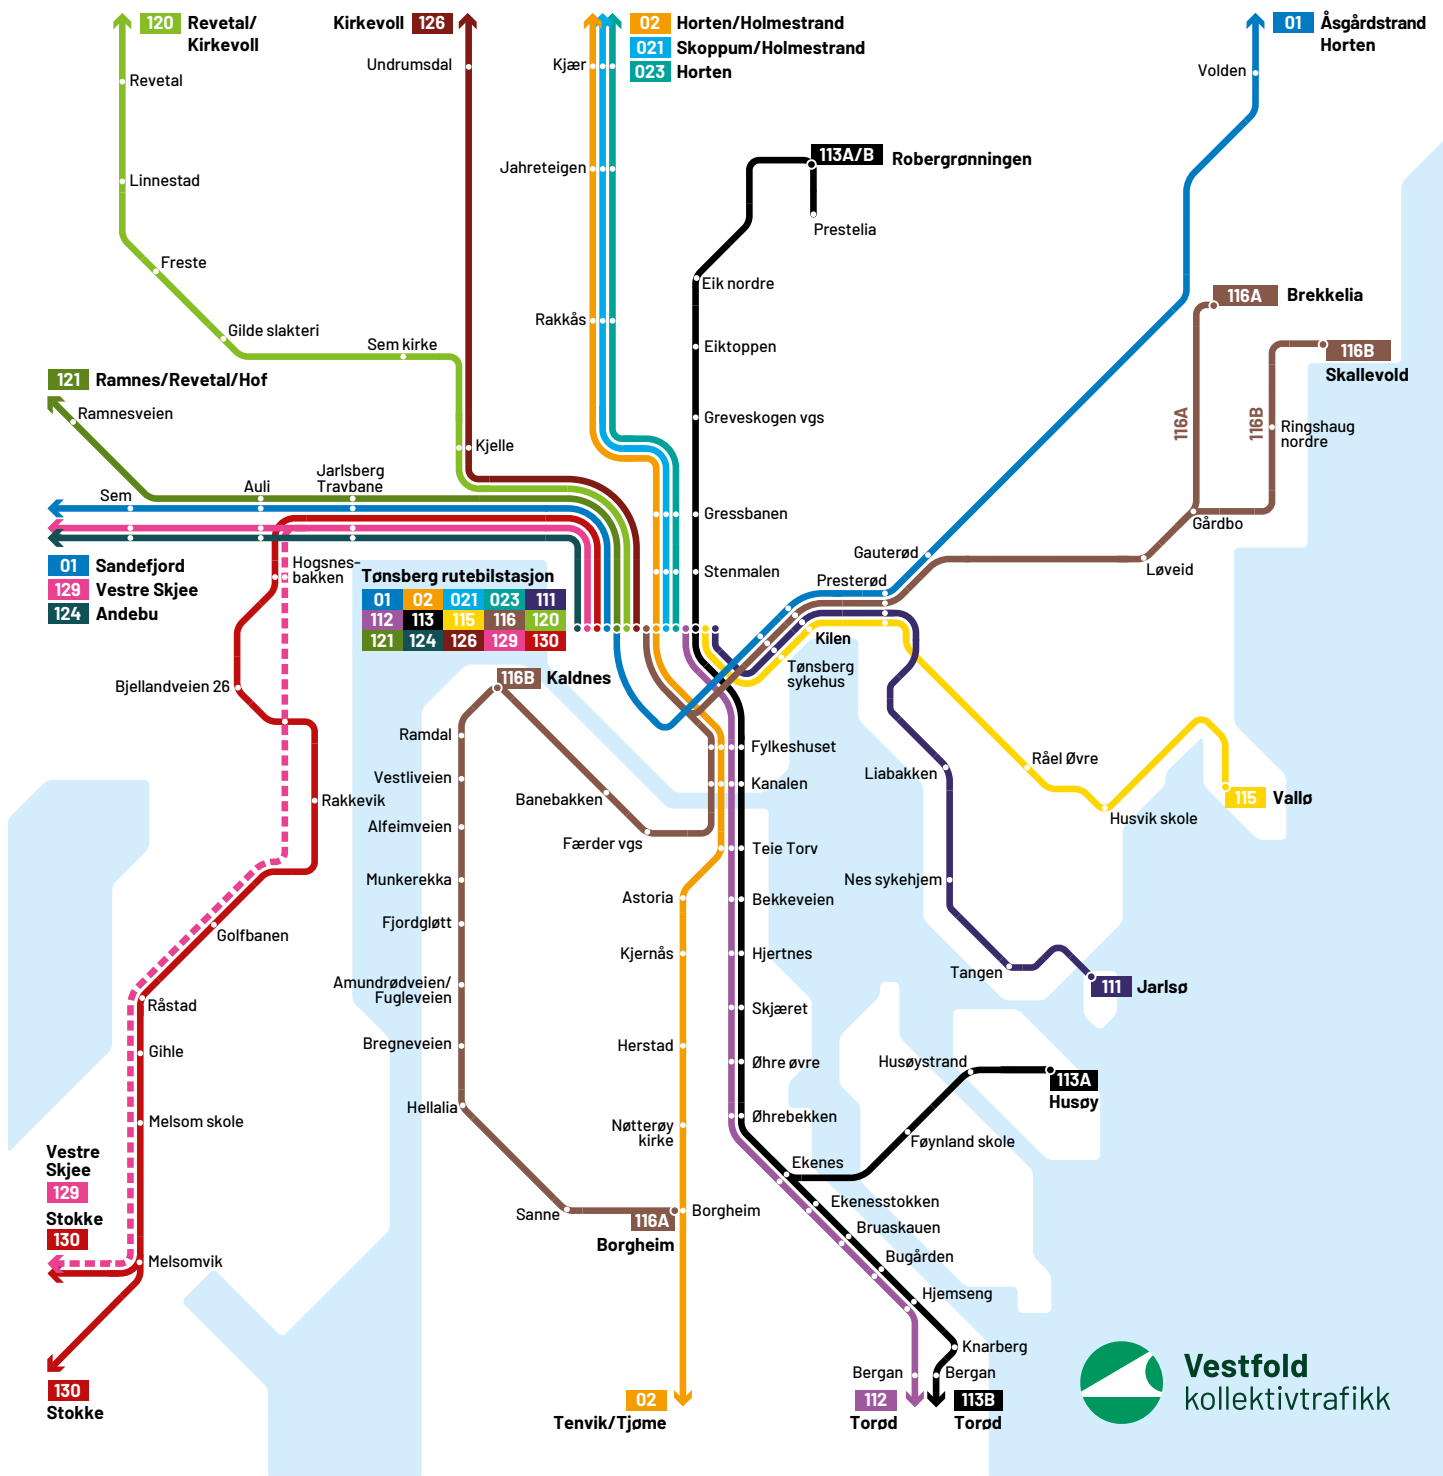 120 Revetal/
Kirkevoll
Kirkevoll 126
02 Horten/Holmestrand
021 Skoppum/Holmestrand
023 Horten
01 Åsgårdstrand
Horten
Revetal
Undrumsdal
Kjær
Volden
Linnestad
Jahreteigen
113A/B Robergrønningen
Prestelia
Freste
Eik nordre
Gilde slakteri
Sem kirke
Rakkås
Eiktoppen
116A Brekkelia
116B
Skallevold
121 Ramnes/Revetal/Hof
Ramnesveien
Greveskogen vgs
116A
116B
Ringshaug
nordre
Kjelle
Sem
Auli
Jarlsberg
Travbane
Gressbanen
Gårdbo
Gauterød
Løveid
01 Sandefjord
129 Vestre Skjee
124 Andebu
Hogsnes-
bakken
Tønsberg rutebilstasjon
01 02 021 023 111
112 113 115 116 120
121 124 126 129 130
Stenmalen
Presterød
Kilen
Tønsberg
sykehus
Bjellandveien 26
116B Kaldnes
Ramdal
Fylkeshuset
Vestliveien
Kanalen
Liabakken
Råel Øvre
Rakkevik
Banebakken
115 Vallø
Husvik skole
Alfeimveien
Færder vgs
Teie Torv
Munkerekka
Astoria
Bekkeveien
Nes sykehjem
Fjordgløtt
Golfbanen
Kjernås
Hjertnes
Tangen
111 Jarlsø
Amundrødveien/
Fugleveien
Råstad
Skjæret
Gihle
Bregneveien
Herstad
Øhre øvre
Husøystrand
113A
Husøy
Hellalia
Melsom skole
Nøtterøy
kirke
Øhrebekken
Føynland skole
Vestre
Skjee
129
Stokke
130
Ekenes
Ekenesstokken
Sanne
116A
Borgheim
Borgheim
Bruaskauen
Melsomvik
Bugården
Hjemseng
Knarberg
Bergan
Bergan
130
Stokke
02
Tenvik/Tjøme
112
Torød
113B
Torød
Vestfold
kollektivtrafikk